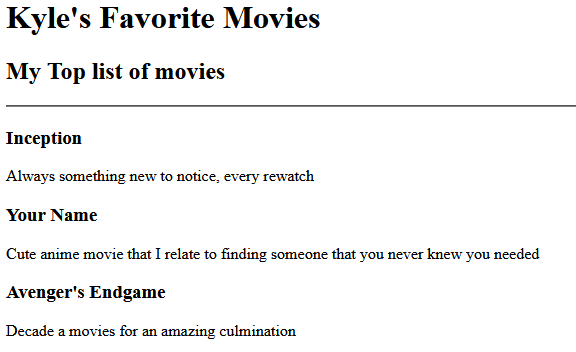 Kyle's Favorite Movies
My Top list of movies
Inception
Always something new to notice, every rewatch
Your Name
Cute anime movie that I relate to finding someone that you never knew you needed
Avenger's Endgame
Decade a movies for an amazing culmination